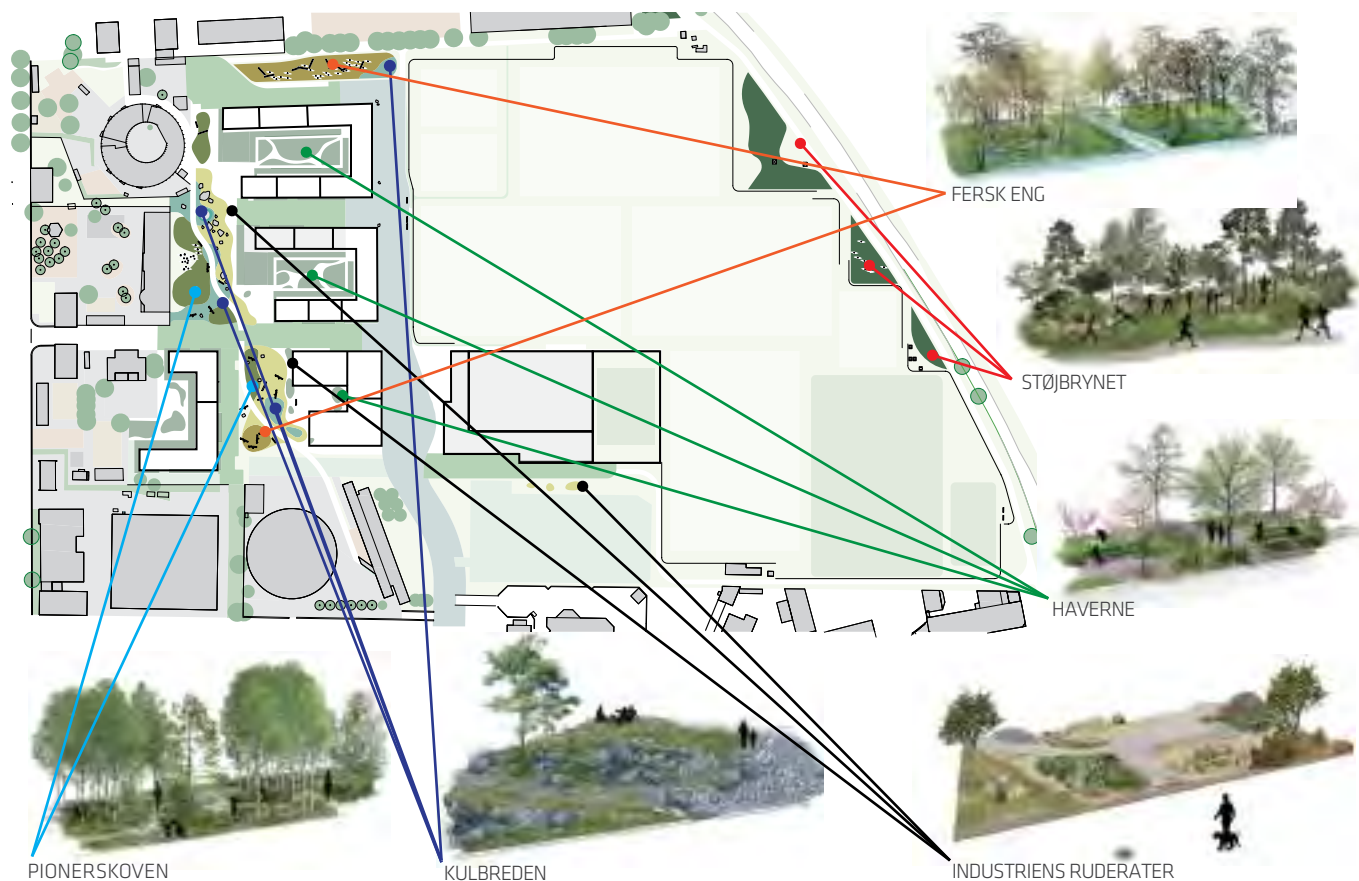 FERSK ENG
STØJBRYNET
HAVERNE
PIONERSKOVEN
KULBREDEN
INDUSTRIENS RUDERATER